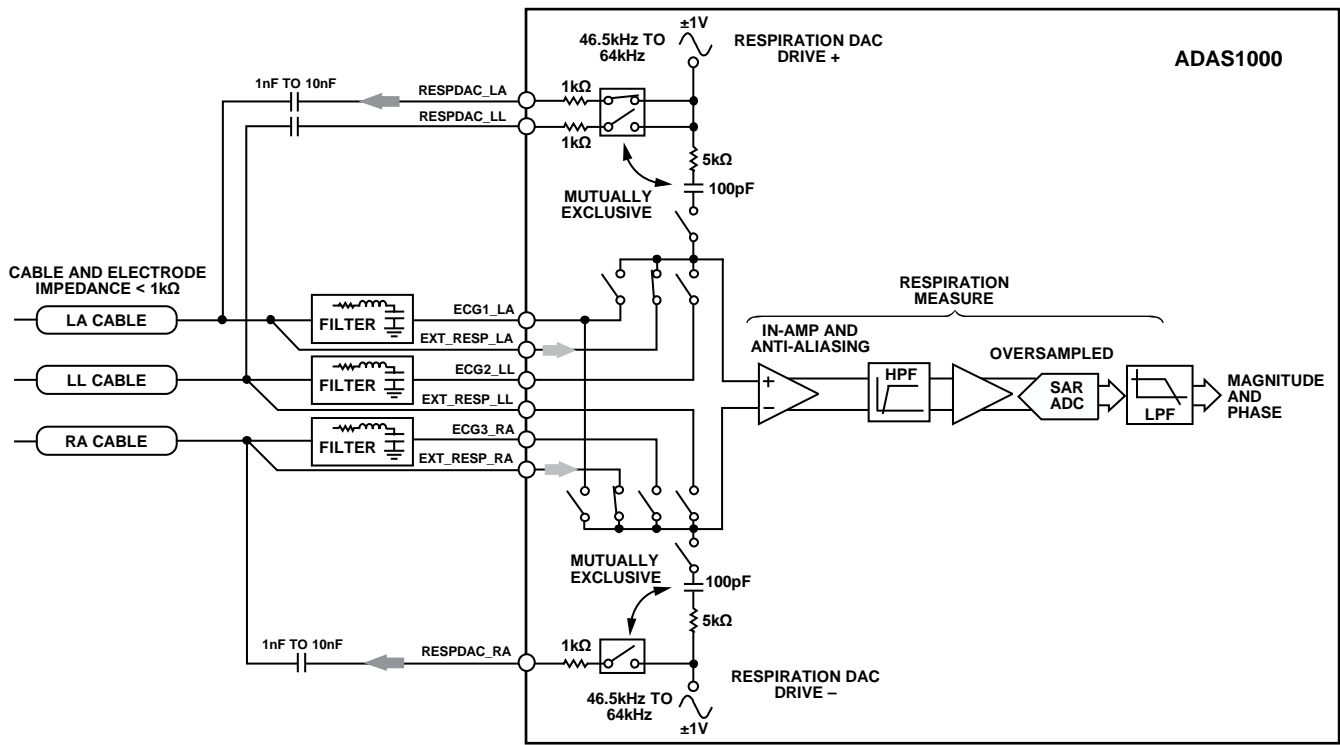 ±1V
46.5kHz TO
64kHz
RESPIRATION DAC
DRIVE +
ADAS1000
1nF TO 10nF
RESPDAC_LA
1kΩ
RESPDAC_LL
1kΩ
5kΩ
100pF
MUTUALLY
EXCLUSIVE
CABLE AND ELECTRODE
IMPEDANCE < 1kΩ
LA CABLE
FILTER
ECG1_LA
EXT_RESP_LA
LL CABLE
FILTER
ECG2_LL
EXT_RESP_LL
RA CABLE
FILTER
ECG3_RA
EXT_RESP_RA
RESPIRATION
MEASURE
IN-AMP AND
ANTI-ALIASING
+
−
HPF
OVERSAMPLED
SAR
ADC
LPF
MAGNITUDE
AND
PHASE
MUTUALLY
EXCLUSIVE
100pF
5kΩ
1nF TO 10nF
RESPDAC_RA
1kΩ
46.5kHz TO
64kHz
±1V
RESPIRATION DAC
DRIVE –